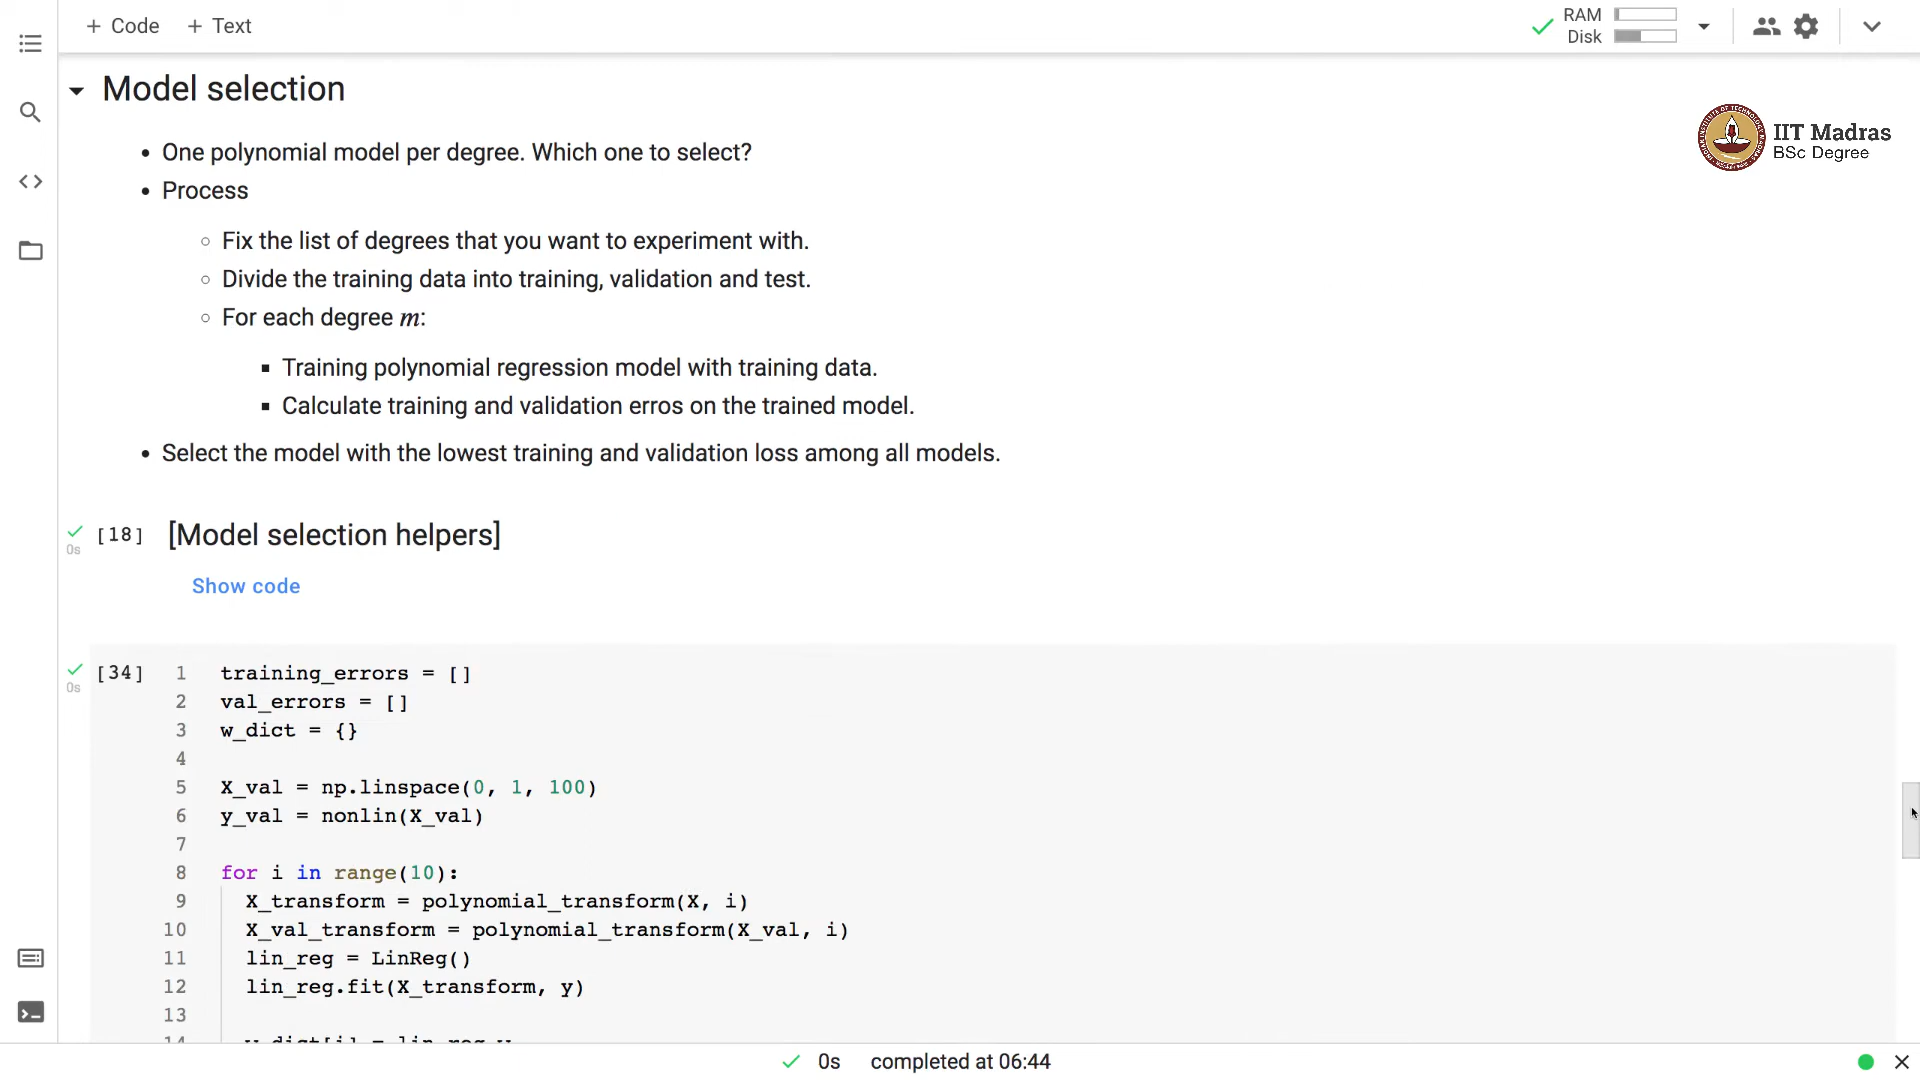 + Code + Text
RAM
Disk
Model selection
IIT Madras
BSc Degree
• One polynomial model per degree. Which one to select?
• Process
◦ Fix the list of degrees that you want to experiment with.
◦ Divide the training data into training, validation and test.
◦ For each degree m:
▪ Training polynomial regression model with training data.
▪ Calculate training and validation erros on the trained model.
• Select the model with the lowest training and validation loss among all models.
[18] [Model selection helpers]
0s
Show code
[34] 1 training_errors = []
0s
2 val_errors = []
3 w_dict = {}
4
5 X_val = np.linspace(0, 1, 100)
6 y_val = nonlin(X_val)
7
8 for i in range(10):
9 X_transform = polynomial_transform(X, i)
10 X_val_transform = polynomial_transform(X_val, i)
11 lin_reg = LinReg()
12 lin_reg.fit(X_transform, y)
13
14 w_dict[i] = lin_reg.w
0s completed at 06:44